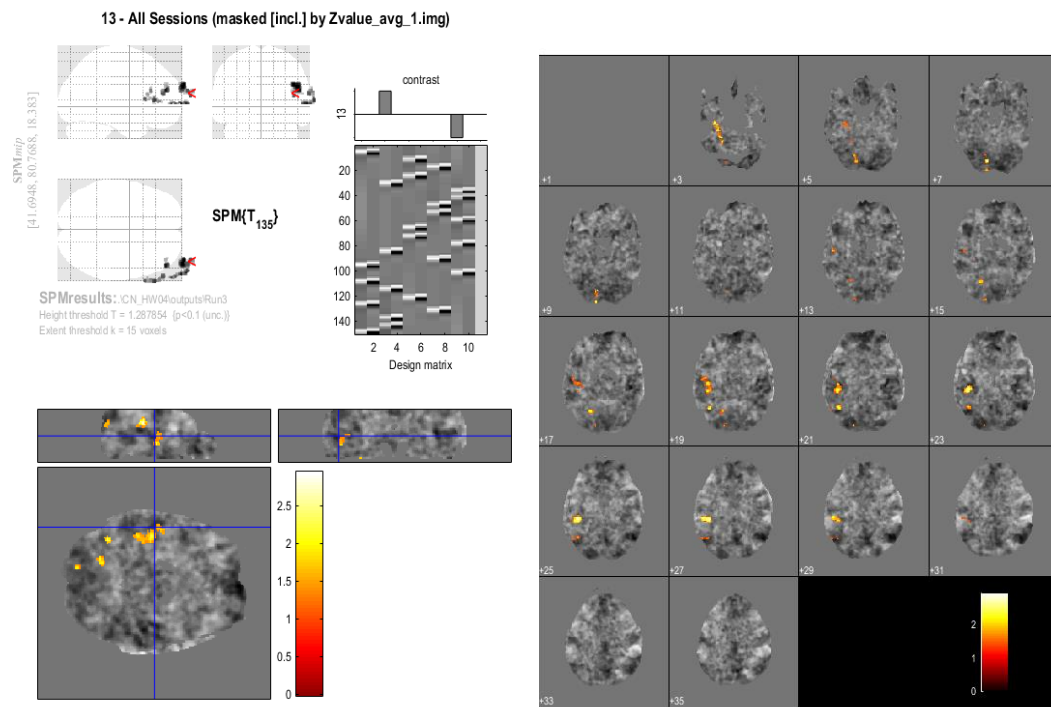 13 - All Sessions (masked [incl.] by Zvalue_avg_1.img)
SPMmip
[41.6948, 80.7688, 18.383]
SPM{T135}
SPMresults: .\CN_HW04\outputs\Run3
Height threshold T = 1.287854 {p<0.1 (unc.)}
Extent threshold k = 15 voxels
contrast
13
0
20
40
60
80
100
120
140
2 4 6 8 10
Design matrix
2.5
2
1.5
1
0.5
0
+1 +3 +5 +7
+9 +11 +13 +15
+17 +19 +21 +23
+25 +27 +29 +31
+33 +35
2
1
0